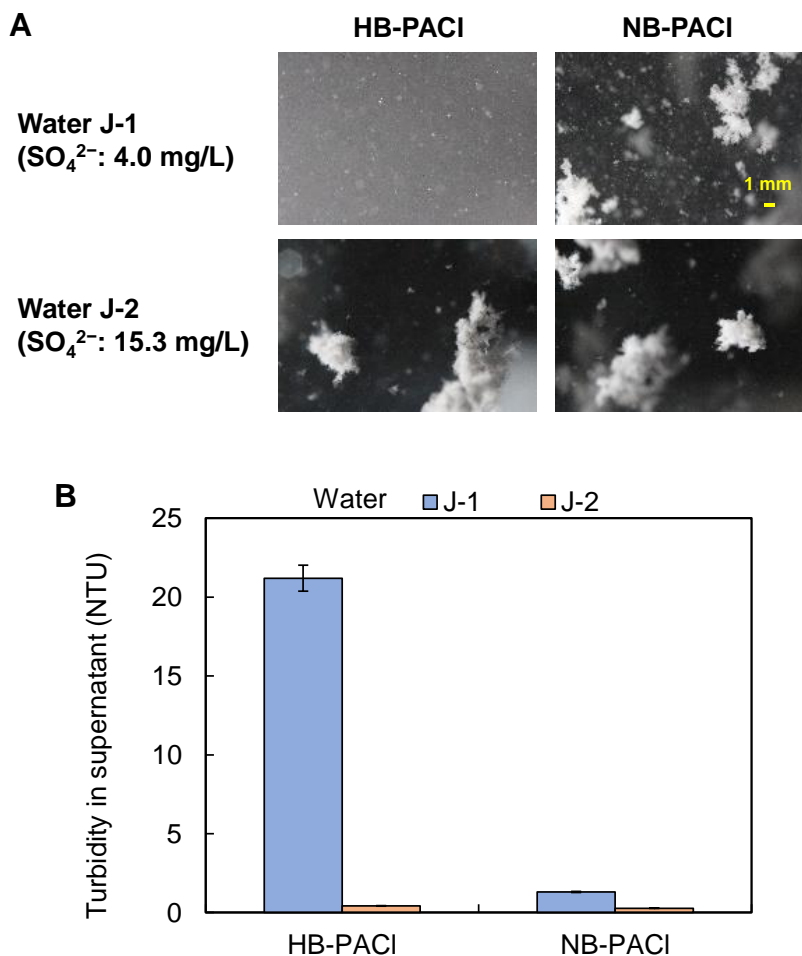 A
HB-PACl NB-PACl
Water J-1
(SO₄²⁻: 4.0 mg/L)
1 mm
Water J-2
(SO₄²⁻: 15.3 mg/L)
B
Water J-1 J-2
Turbidity in supernatant (NTU)
25
20
15
10
5
0
HB-PACl NB-PACl